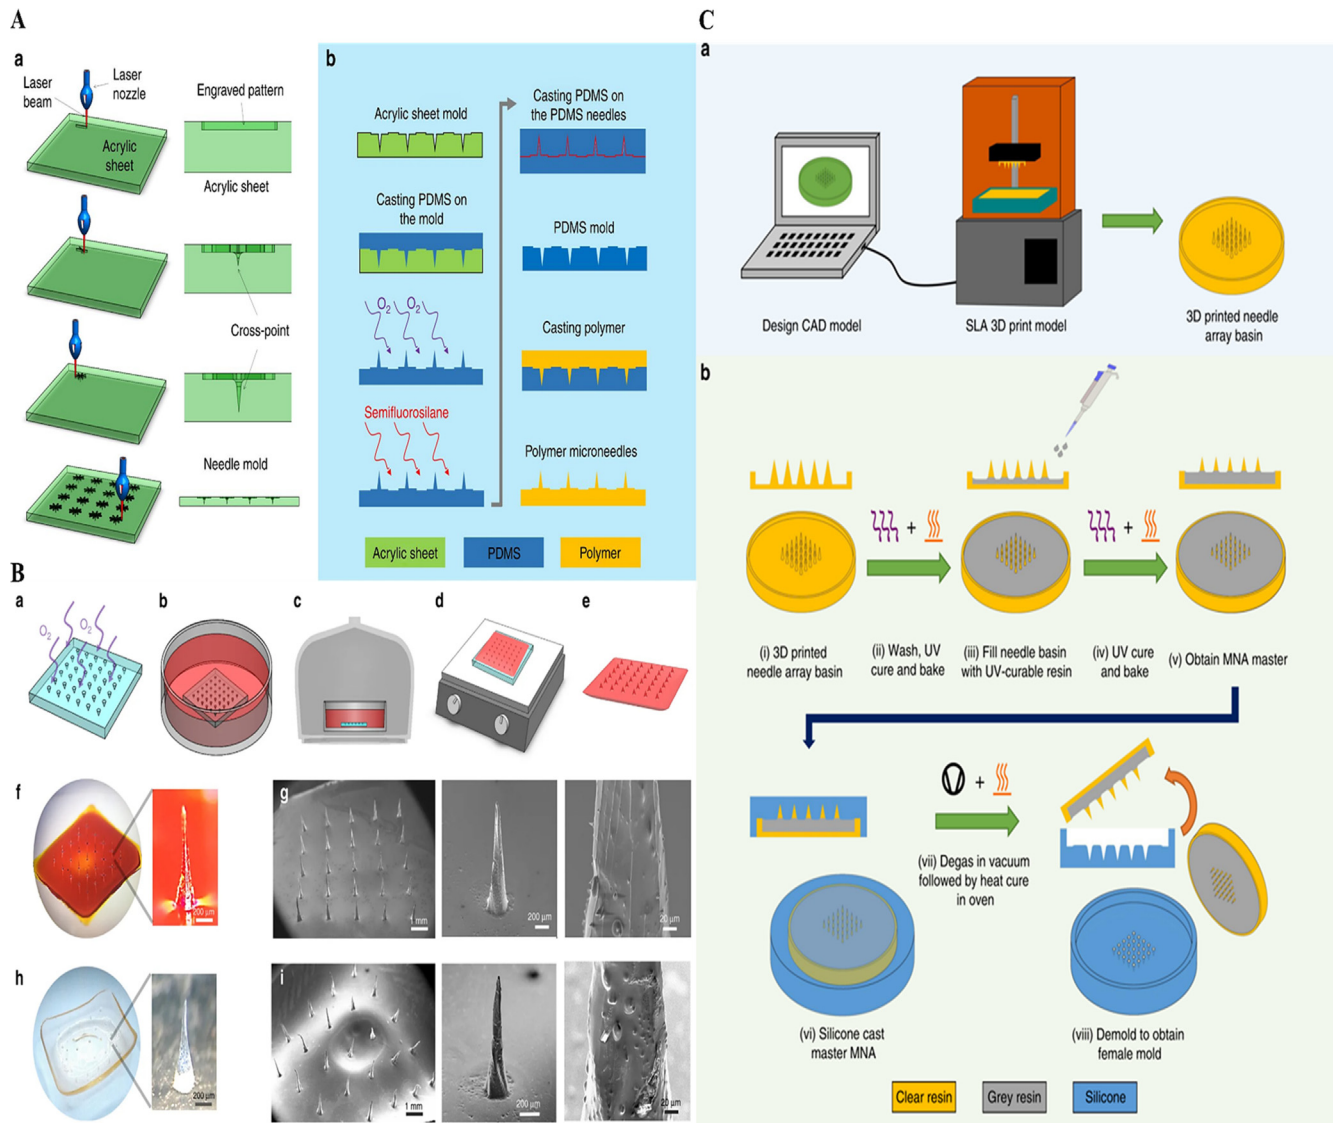 A
a
Laser
beam
Laser
nozzle
Engraved pattern
Acrylic
sheet
Acrylic sheet
Cross-point
Needle mold
b
Acrylic sheet mold
Casting PDMS on
the mold
O2 O2
Semifluorosilane
Casting PDMS on
the PDMS needles
PDMS mold
Casting polymer
Polymer microneedles
Acrylic sheet
PDMS
Polymer
B
a
O2 O2
b
c
d
e
f
200 µm
g
1 mm
200 µm
20 µm
h
200 µm
i
1 mm
200 µm
20 µm
C
a
Design CAD model
SLA 3D print model
3D printed needle
array basin
b
+
+
(i) 3D printed
needle array basin
(ii) Wash, UV
cure and bake
(iii) Fill needle basin
with UV-curable resin
(iv) UV cure
and bake
(v) Obtain MNA master
+
(vii) Degas in vacuum
followed by heat cure
in oven
(vi) Silicone cast
master MNA
(viii) Demold to obtain
female mold
Clear resin
Grey resin
Silicone